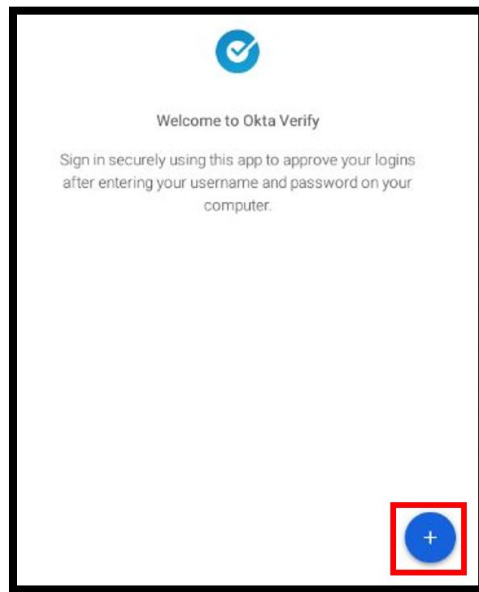 Welcome to Okta Verify
Sign in securely using this app to approve your logins
after entering your username and password on your
computer.
+